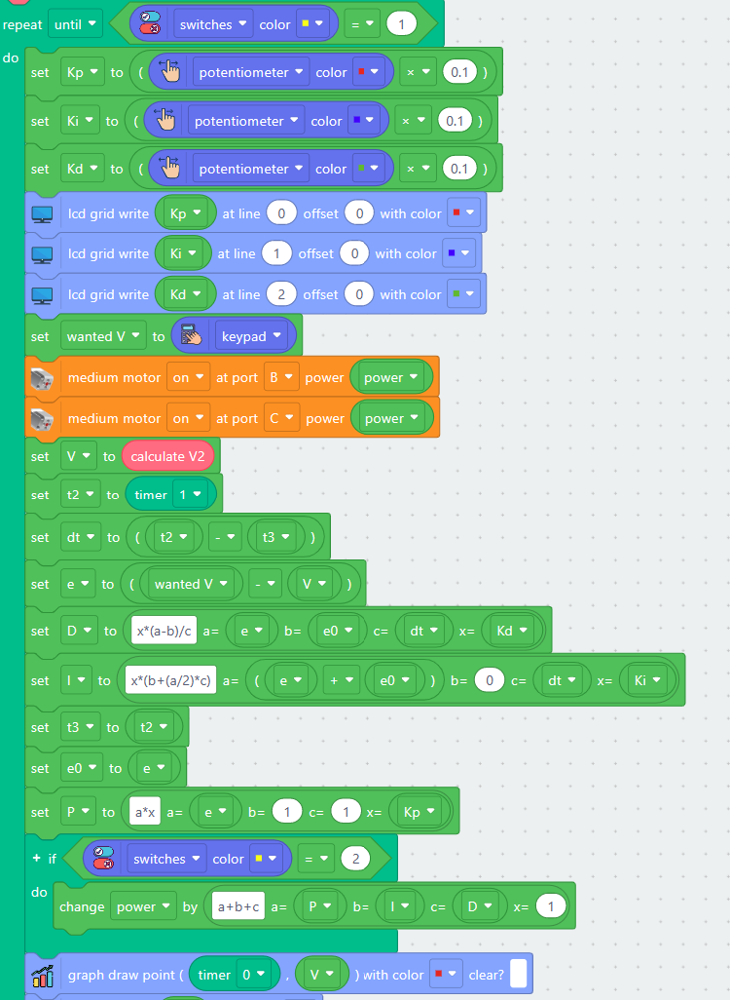 repeat until switches color = 1
do
set Kp to ( potentiometer color × 0.1 )
set Ki to ( potentiometer color × 0.1 )
set Kd to ( potentiometer color × 0.1 )
lcd grid write Kp at line 0 offset 0 with color
lcd grid write Ki at line 1 offset 0 with color
lcd grid write Kd at line 2 offset 0 with color
set wanted V to keypad
medium motor on at port B power power
medium motor on at port C power power
set V to calculate V2
set t2 to timer 1
set dt to ( t2 - t3 )
set e to ( wanted V - V )
set D to x*(a-b)/c a= e b= e0 c= dt x= Kd
set I to x*(b+(a/2)*c) a= ( e + e0 ) b= 0 c= dt x= Ki
set t3 to t2
set e0 to e
set P to a*x a= e b= 1 c= 1 x= Kp
+ if switches color = 2
do
change power by a+b+c a= P b= I c= D x= 1
graph draw point ( timer 0 , V ) with color clear?